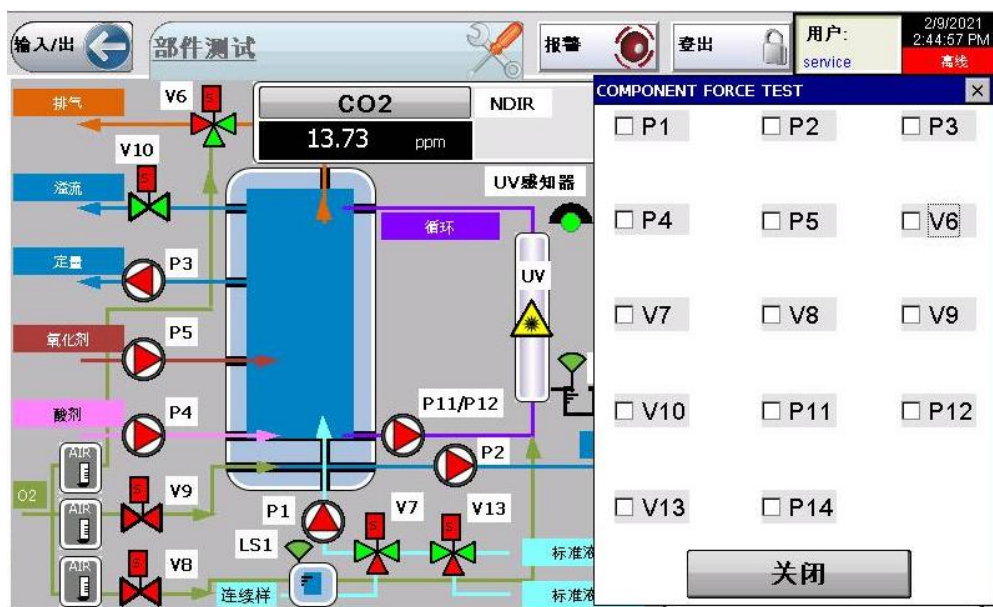 输入/出
部件测试
报警
登出
用户:
service
2/9/2021
2:44:57 PM
离线
排气
V6
CO2
NDIR
13.73
ppm
V10
溢流
UV感知器
循环
定量
P3
UV
氧化剂
P5
P11/P12
酸剂
P4
P2
AIR
O2
V9
AIR
P1
V7
V13
LS1
标准液
AIR
V8
连续样
标准液
S
S
S
S
S
COMPONENT FORCE TEST
P1
P2
P3
P4
P5
V6
V7
V8
V9
V10
P11
P12
V13
P14
关闭